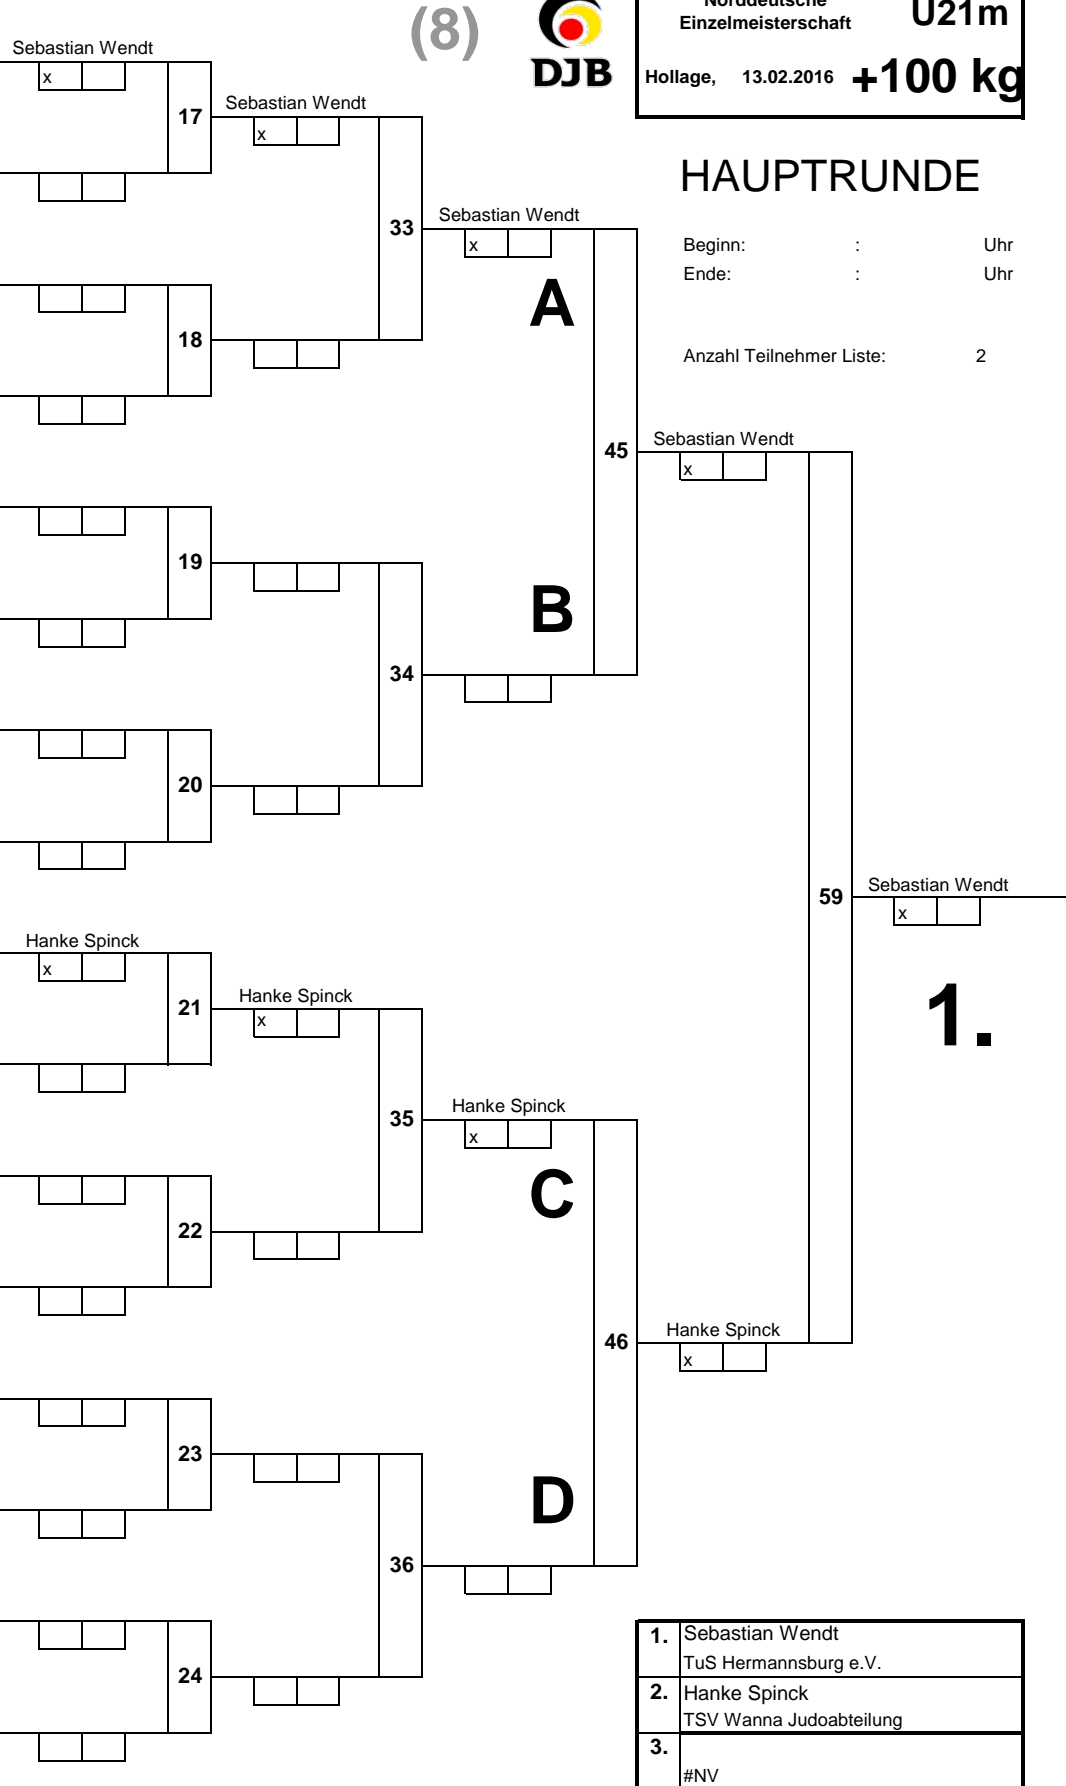 (8)
DJB
Norddeutsche
Einzelmeisterschaft
U21m
Hollage, 13.02.2016 +100 kg
HAUPTRUNDE
Beginn: : Uhr
Ende: : Uhr
Anzahl Teilnehmer Liste: 2
Sebastian Wendt
x
17
Sebastian Wendt
x
33
Sebastian Wendt
x
A
18
45
Sebastian Wendt
x
19
B
34
20
59
Sebastian Wendt
x
1.
Hanke Spinck
x
21
Hanke Spinck
x
35
Hanke Spinck
x
C
22
46
Hanke Spinck
x
23
D
36
24
1. Sebastian Wendt
TuS Hermannsburg e.V.
2. Hanke Spinck
TSV Wanna Judoabteilung
3.
#NV